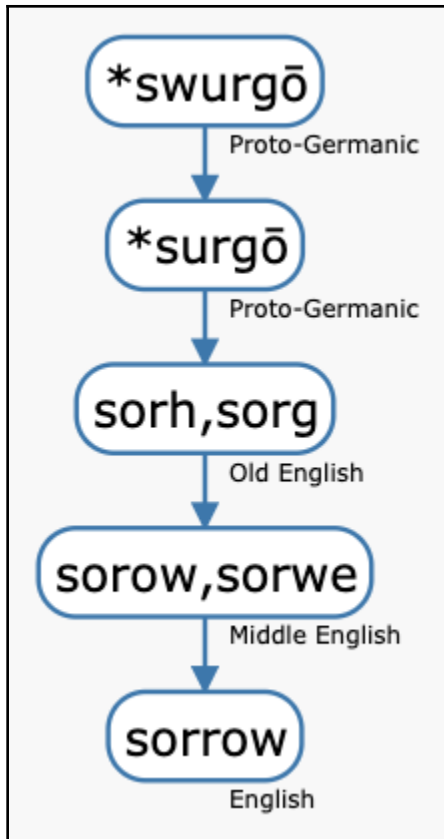 *swurgō
Proto-Germanic
*surgō
Proto-Germanic
sorh,sorg
Old English
sorow,sorwe
Middle English
sorrow
English